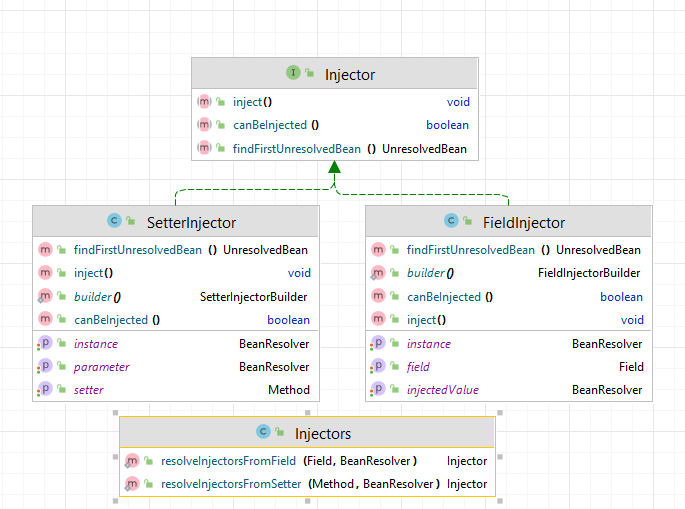 I Injector
m inject() void
m canBeInjected () boolean
m findFirstUnresolvedBean () UnresolvedBean
C SetterInjector
m findFirstUnresolvedBean () UnresolvedBean
m inject() void
m builder() SetterInjectorBuilder
m canBeInjected () boolean
p instance BeanResolver
p parameter BeanResolver
p setter Method
C FieldInjector
m findFirstUnresolvedBean () UnresolvedBean
m builder() FieldInjectorBuilder
m canBeInjected () boolean
m inject() void
p instance BeanResolver
p field Field
p injectedValue BeanResolver
C Injectors
m resolveInjectorsFromField (Field, BeanResolver) Injector
m resolveInjectorsFromSetter (Method, BeanResolver) Injector